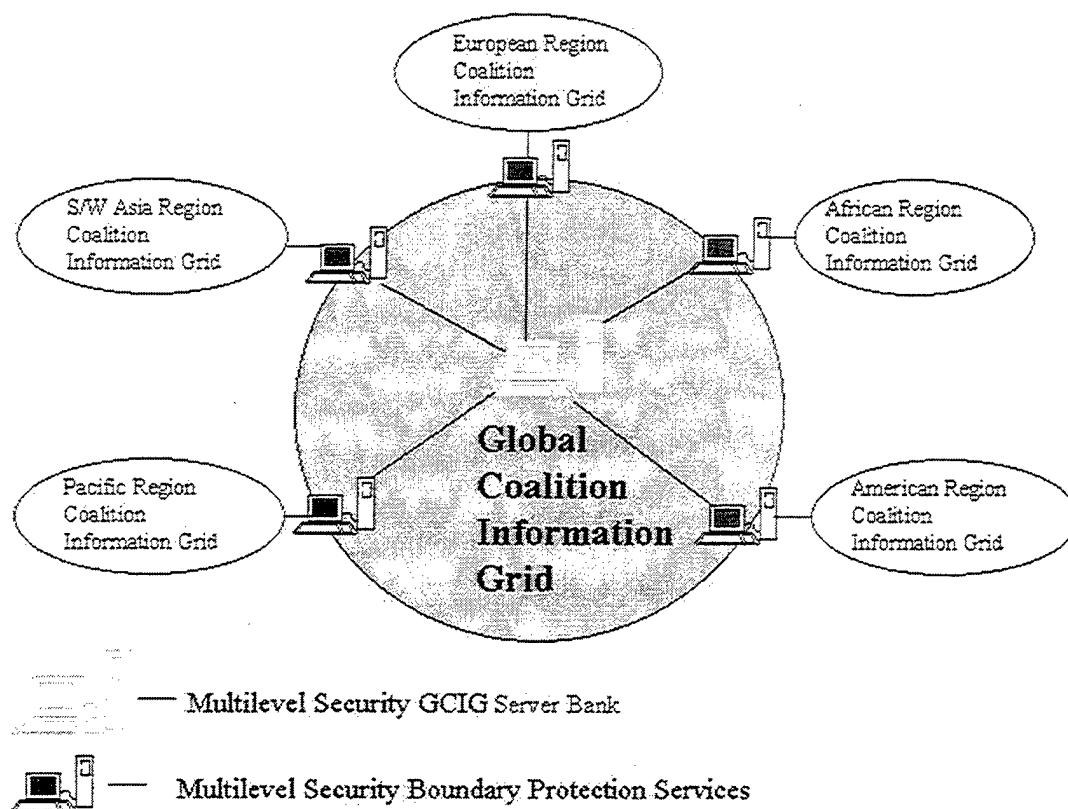 European Region
Coalition
Information Grid
S/W Asia Region
Coalition
Information Grid
African Region
Coalition
Information Grid
Global
Coalition
Information
Grid
Pacific Region
Coalition
Information Grid
American Region
Coalition
Information Grid
— Multilevel Security GCIG Server Bank
— Multilevel Security Boundary Protection Services